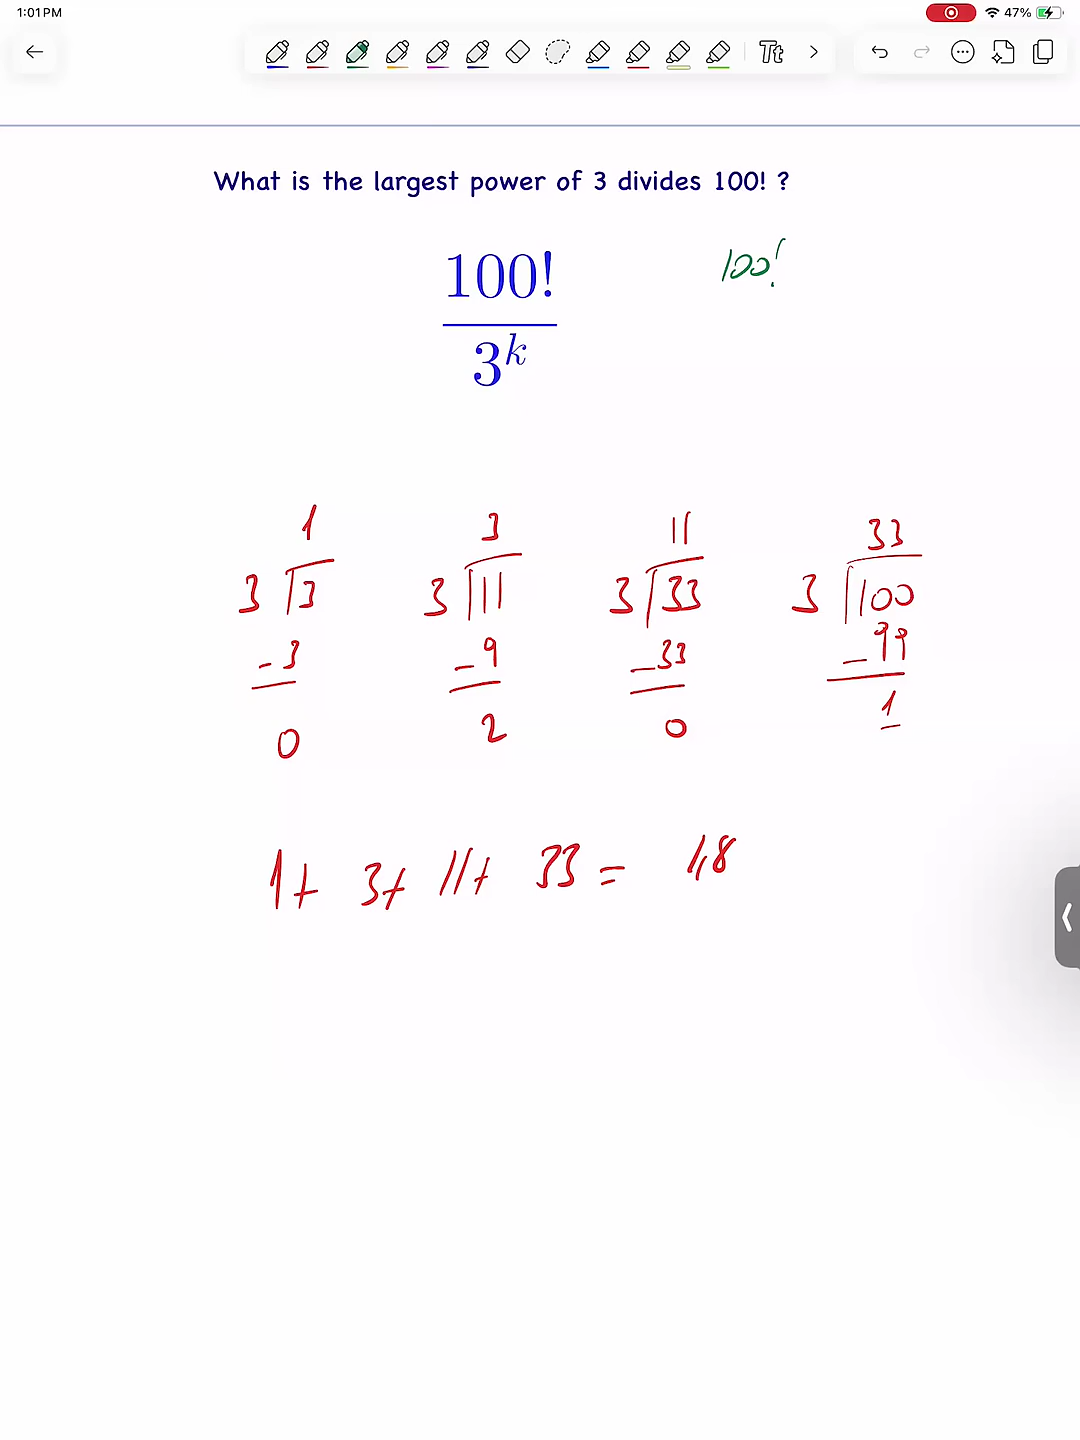 1:01 PM 47%
Tt
What is the largest power of 3 divides 100! ?
100!
100!
3^k
1 3 11 33
3 3 3 11 3 33 3 100
-3 -9 -33 -99
0 2 0 1
1+ 3+ 11+ 33 = 48